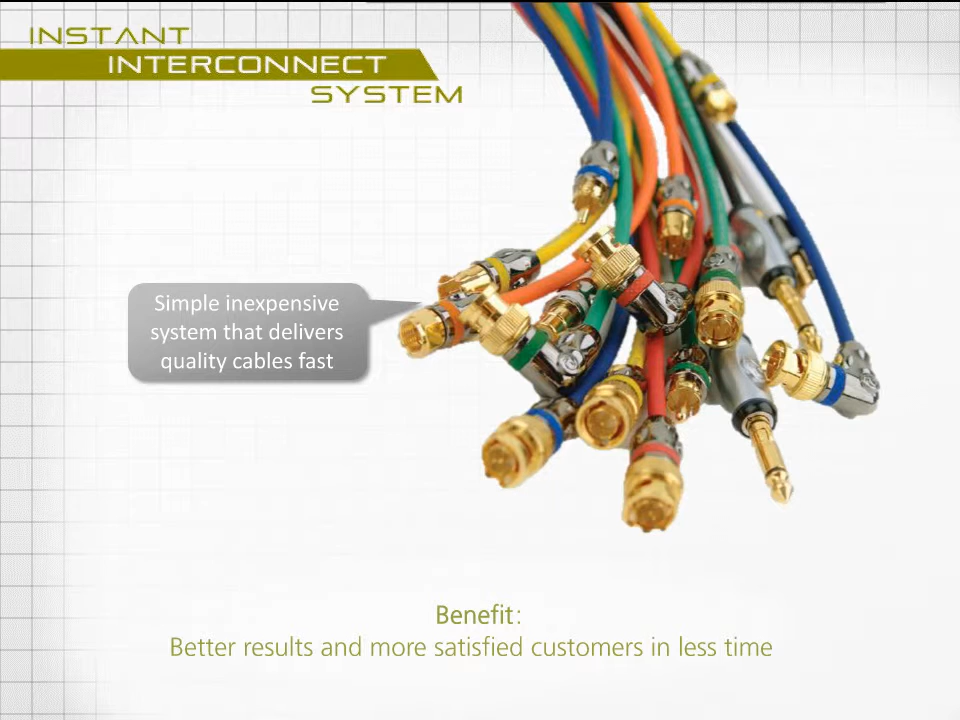 INSTANT
INTERCONNECT
SYSTEM
Simple inexpensive
system that delivers
quality cables fast
Benefit:
Better results and more satisfied customers in less time